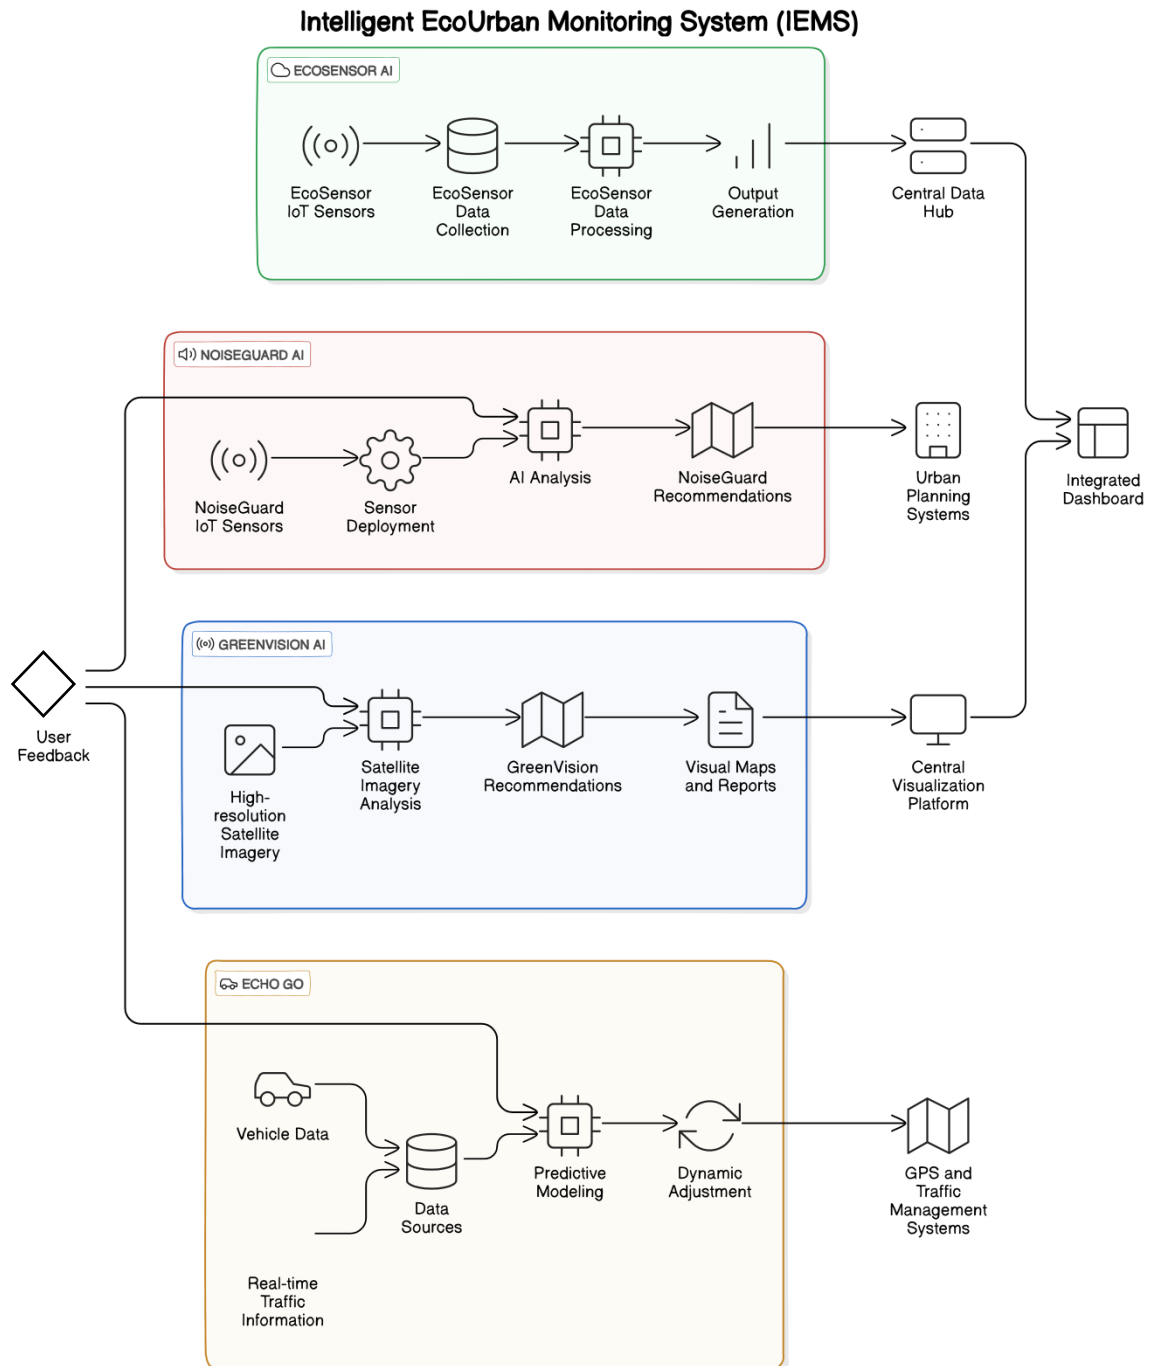 Intelligent EcoUrban Monitoring System (IEMS)
ECOSENSOR AI
EcoSensor
IoT Sensors
EcoSensor
Data
Collection
EcoSensor
Data
Processing
Output
Generation
Central Data
Hub
NOISEGUARD AI
NoiseGuard
IoT Sensors
Sensor
Deployment
AI Analysis
NoiseGuard
Recommendations
Urban
Planning
Systems
Integrated
Dashboard
User
Feedback
GREENVISION AI
High-
resolution
Satellite
Imagery
Satellite
Imagery
Analysis
GreenVision
Recommendations
Visual Maps
and Reports
Central
Visualization
Platform
ECHO GO
Vehicle Data
Real-time
Traffic
Information
Data
Sources
Predictive
Modeling
Dynamic
Adjustment
GPS and
Traffic
Management
Systems